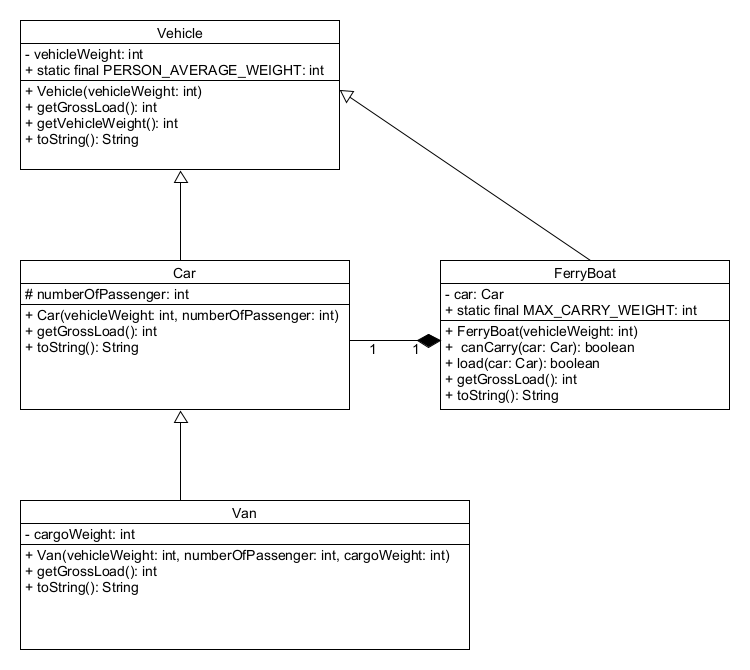 Vehicle
- vehicleWeight: int
+ static final PERSON_AVERAGE_WEIGHT: int
+ Vehicle(vehicleWeight: int)
+ getGrossLoad(): int
+ getVehicleWeight(): int
+ toString(): String
Car
# numberOfPassenger: int
+ Car(vehicleWeight: int, numberOfPassenger: int)
+ getGrossLoad(): int
+ toString(): String
1
1
FerryBoat
- car: Car
+ static final MAX_CARRY_WEIGHT: int
+ FerryBoat(vehicleWeight: int)
+  canCarry(car: Car): boolean
+ load(car: Car): boolean
+ getGrossLoad(): int
+ toString(): String
Van
- cargoWeight: int
+ Van(vehicleWeight: int, numberOfPassenger: int, cargoWeight: int)
+ getGrossLoad(): int
+ toString(): String